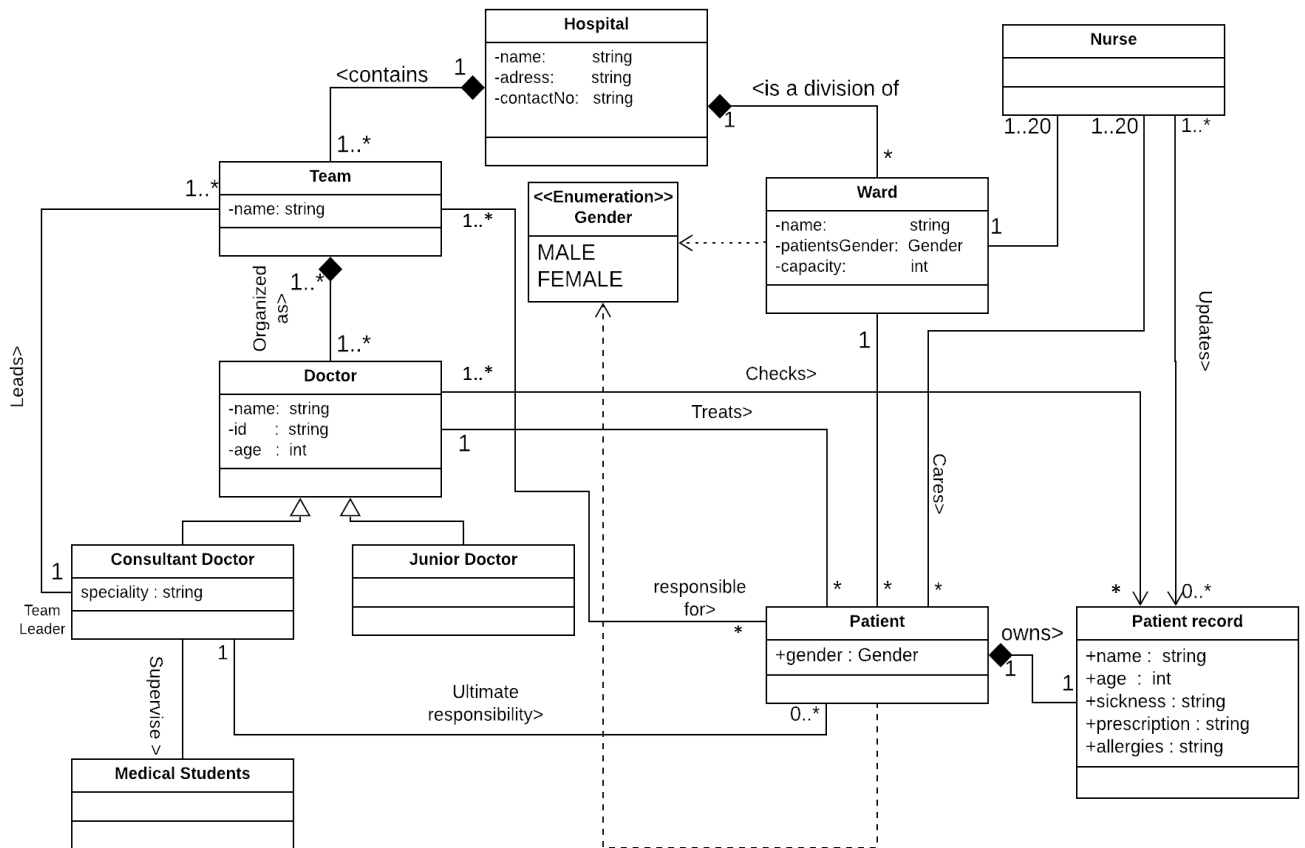 Hospital
-name: string
-adress: string
-contactNo: string
Nurse
<contains
1
1..*
<is a division of
1
*
1..20
1..20
1..*
Team
-name: string
1..*
1..*
<<Enumeration>>
Gender
MALE
FEMALE
Ward
-name: string
-patientsGender: Gender
-capacity: int
1
1
Organized
as>
1..*
1..*
Leads>
Updates>
Doctor
-name: string
-id : string
-age : int
1..*
Checks>
Treats>
1
Cares>
Consultant Doctor
speciality : string
1
Team
Leader
Junior Doctor
responsible
for>
*
*
*
*
*
0..*
Patient
+gender : Gender
owns>
1
1
Patient record
+name : string
+age : int
+sickness : string
+prescription : string
+allergies : string
1
Supervise >
Ultimate
responsibility>
0..*
Medical Students